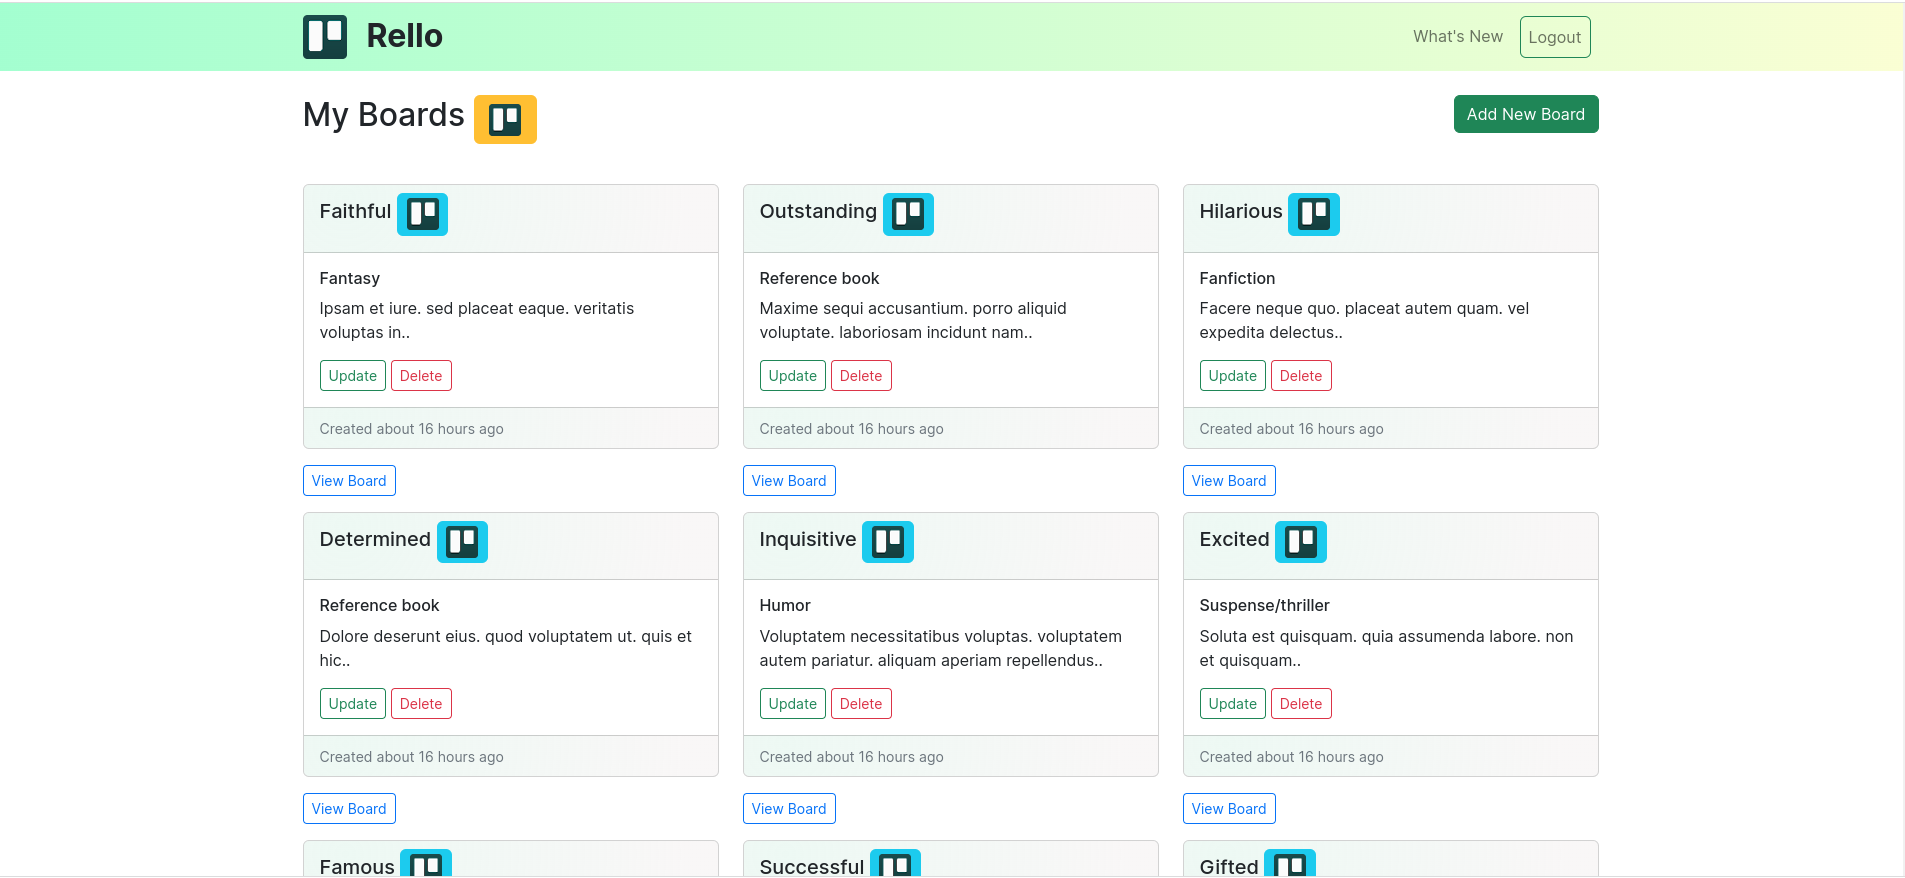 Rello
What's New
Logout
My Boards
Add New Board
Faithful
Outstanding
Hilarious
Fantasy
Ipsam et iure. sed placeat eaque. veritatis
voluptas in..
Update Delete
Created about 16 hours ago
Reference book
Maxime sequi accusantium. porro aliquid
voluptate. laboriosam incidunt nam..
Update Delete
Created about 16 hours ago
Fanfiction
Facere neque quo. placeat autem quam. vel
expedita delectus..
Update Delete
Created about 16 hours ago
View Board
View Board
View Board
Determined
Inquisitive
Excited
Reference book
Dolore deserunt eius. quod voluptatem ut. quis et
hic..
Update Delete
Created about 16 hours ago
Humor
Voluptatem necessitatibus voluptas. voluptatem
autem pariatur. aliquam aperiam repellendus..
Update Delete
Created about 16 hours ago
Suspense/thriller
Soluta est quisquam. quia assumenda labore. non
et quisquam..
Update Delete
Created about 16 hours ago
View Board
View Board
View Board
Famous
Successful
Gifted